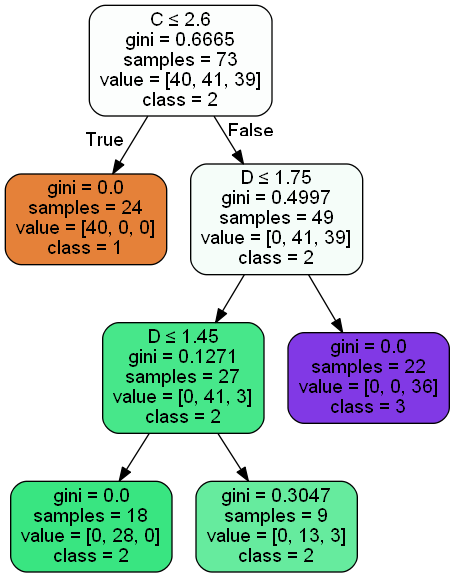 C ≤ 2.6
gini = 0.6665
samples = 73
value = [40, 41, 39]
class = 2
True
False
gini = 0.0
samples = 24
value = [40, 0, 0]
class = 1
D ≤ 1.75
gini = 0.4997
samples = 49
value = [0, 41, 39]
class = 2
D ≤ 1.45
gini = 0.1271
samples = 27
value = [0, 41, 3]
class = 2
gini = 0.0
samples = 22
value = [0, 0, 36]
class = 3
gini = 0.0
samples = 18
value = [0, 28, 0]
class = 2
gini = 0.3047
samples = 9
value = [0, 13, 3]
class = 2